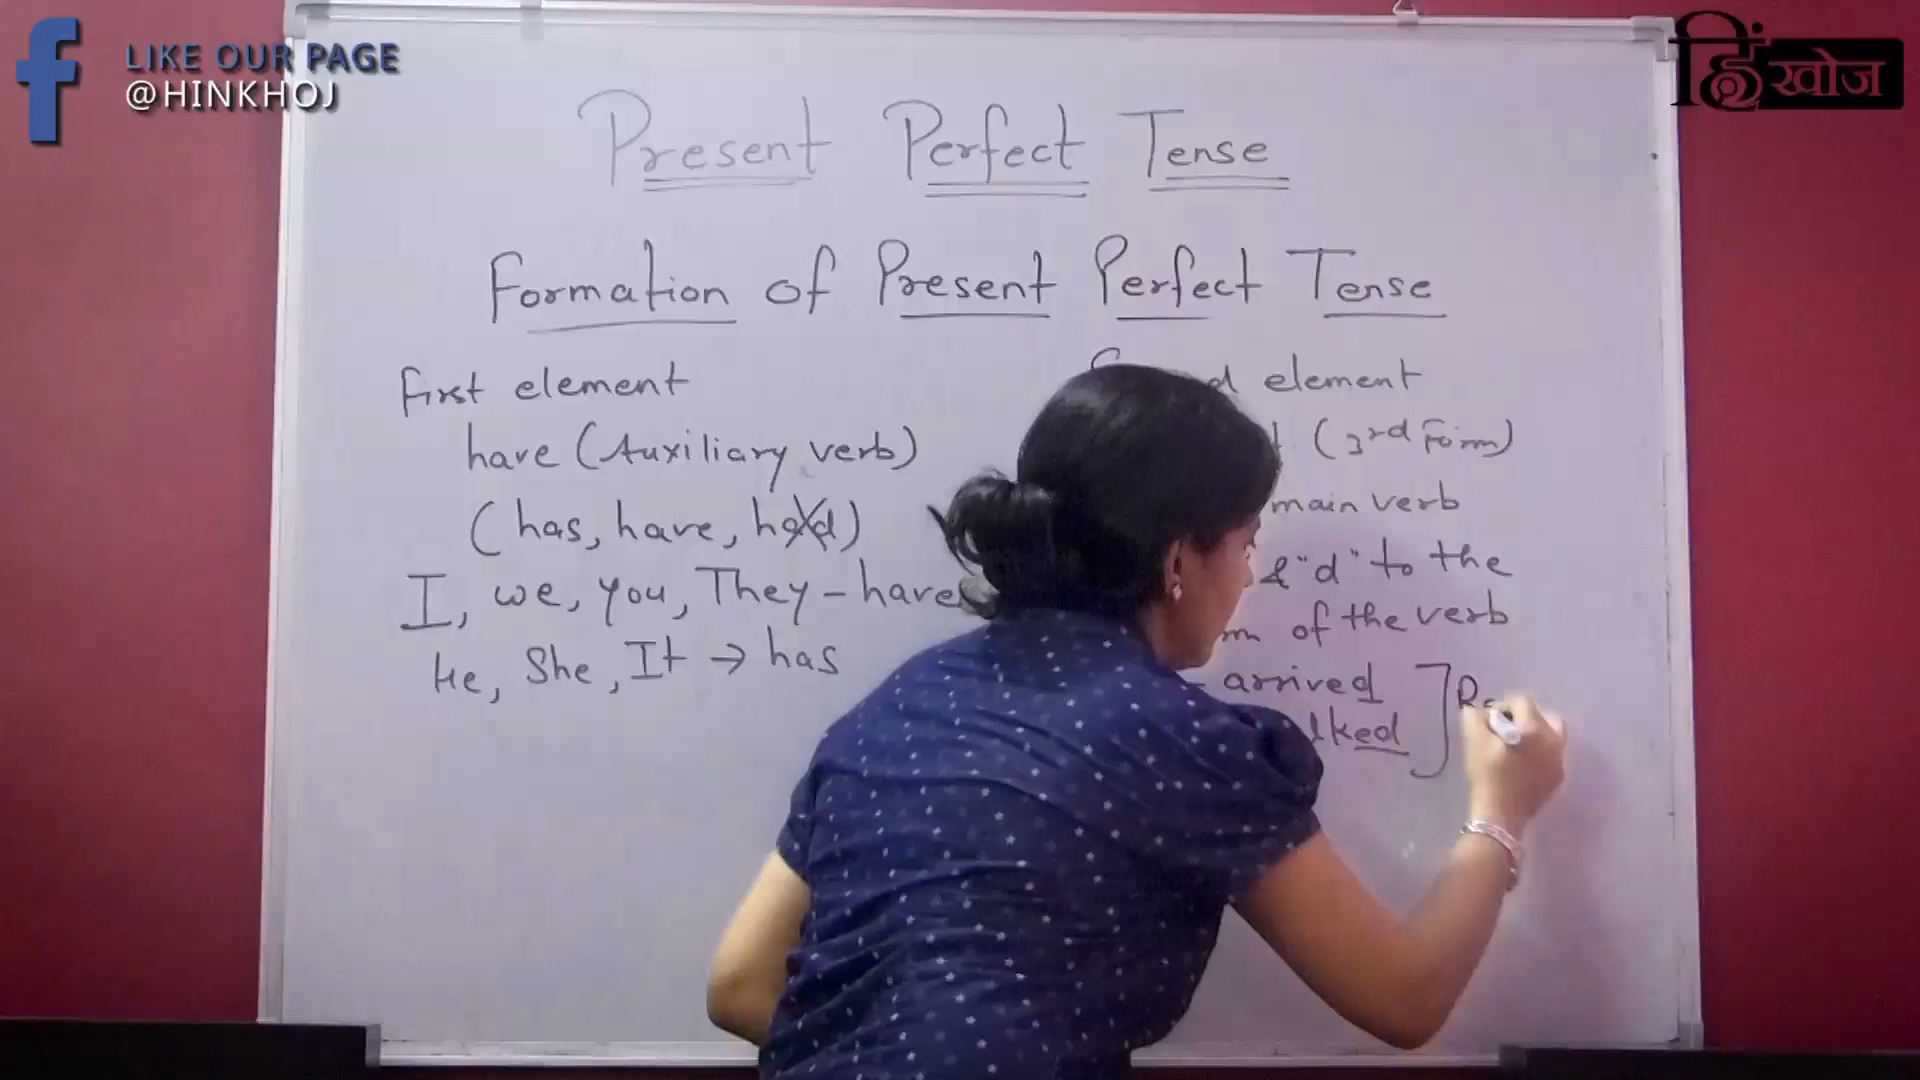 LIKE OUR PAGE
@HINKHOJ
हिंखोज
Present Perfect Tense
Formation of Present Perfect Tense
First element
have (Auxiliary verb)
(has, have, had)
I, we, you, They - have
He, She, It → has
element
(3rd Form)
main verb
& "d" to the
of the verb
- arrived